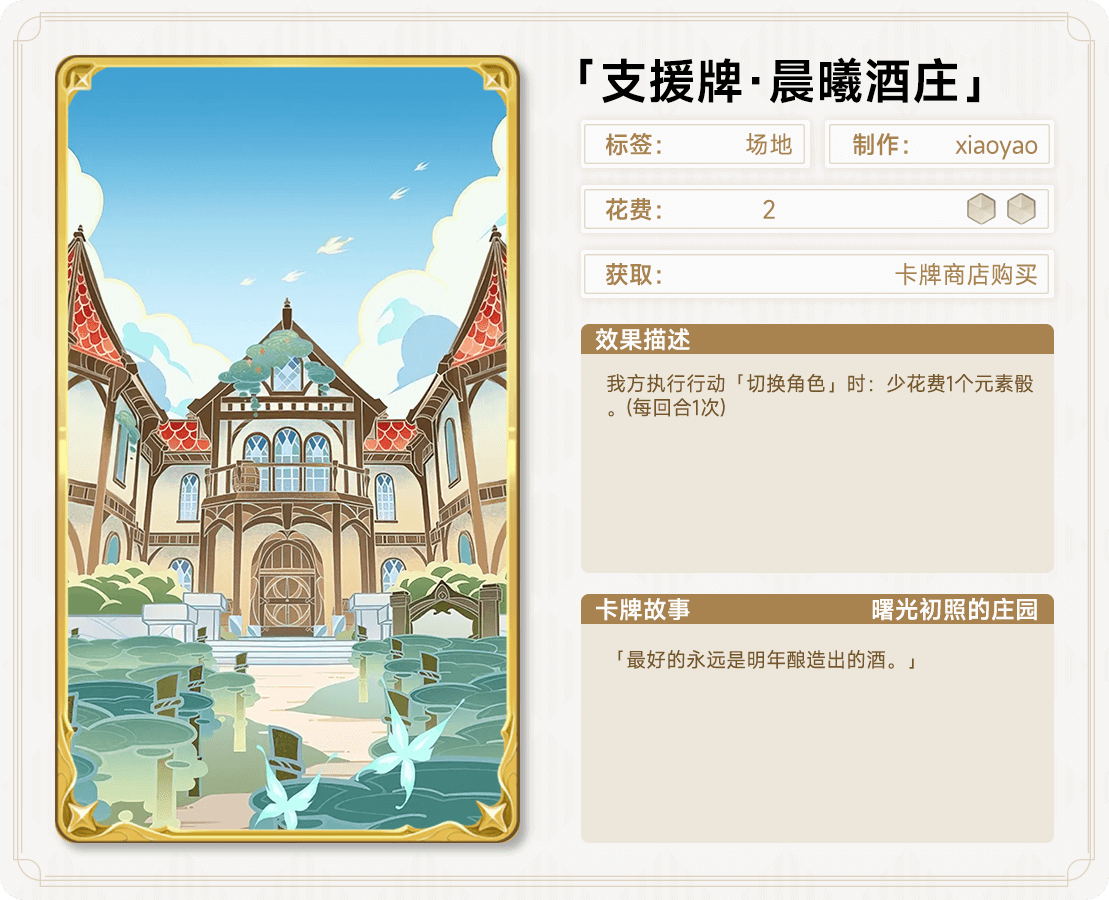 「支援牌·晨曦酒庄」
标签： 场地 制作： xiaoyao
花费： 2
获取： 卡牌商店购买
效果描述
我方执行行动「切换角色」时：少花费1个元素骰
。(每回合1次)
卡牌故事 曙光初照的庄园
「最好的永远是明年酿造出的酒。」